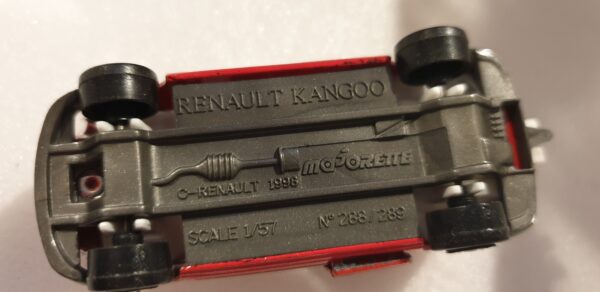 RENAULT KANGOO
majorette
C-RENAULT 1998
SCALE 1/57 N° 288/289